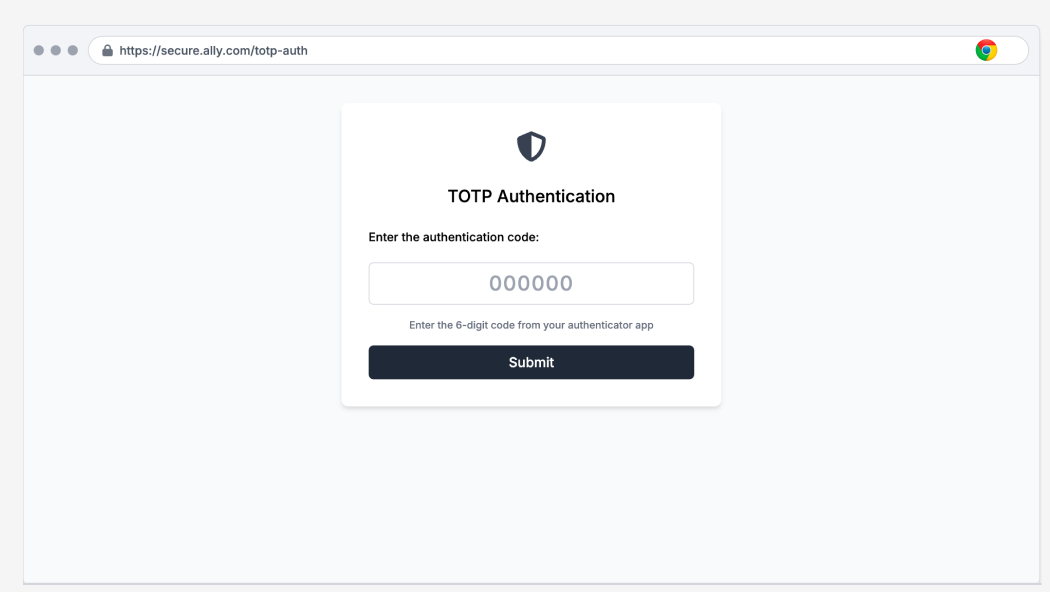 https://secure.ally.com/totp-auth
TOTP Authentication
Enter the authentication code:
000000
Enter the 6-digit code from your authenticator app
Submit